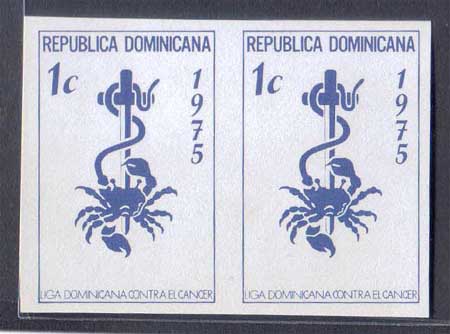 REPUBLICA DOMINICANA
1c
1975
LIGA DOMINICANA CONTRA EL CANCER
REPUBLICA DOMINICANA
1c
1975
LIGA DOMINICANA CONTRA EL CANCER